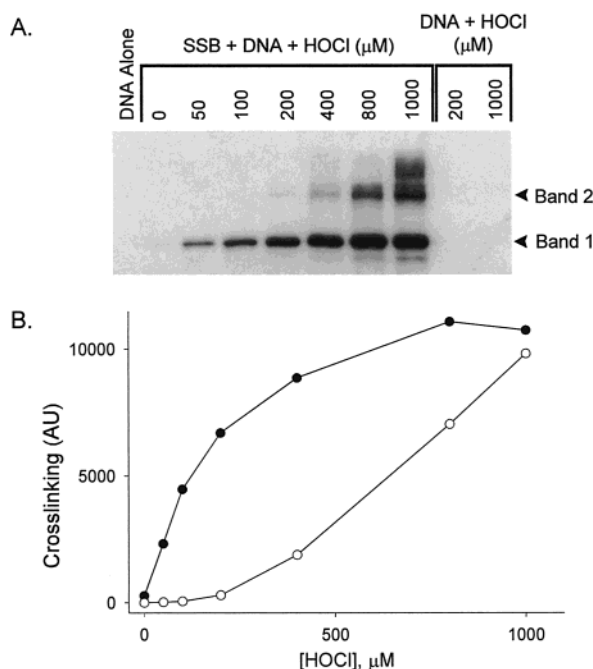 A.
DNA Alone
SSB + DNA + HOCl (µM)
DNA + HOCl
(µM)
0
50
100
200
400
800
1000
200
1000
Band 2
Band 1
B.
Crosslinking (AU)
10000
5000
0
0
500
1000
[HOCl], µM